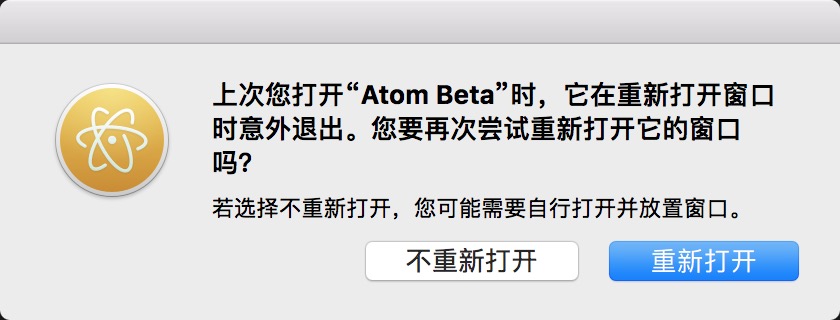 上次您打开“Atom Beta”时，它在重新打开窗口
时意外退出。您要再次尝试重新打开它的窗口
吗？
若选择不重新打开，您可能需要自行打开并放置窗口。
不重新打开
重新打开